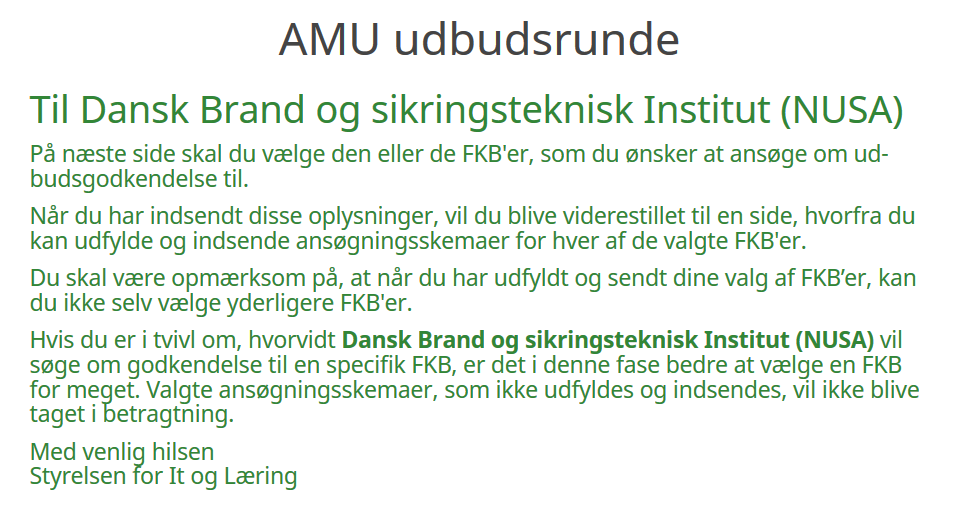 AMU udbudsrunde
Til Dansk Brand og sikringsteknisk Institut (NUSA)
På næste side skal du vælge den eller de FKB'er, som du ønsker at ansøge om ud-
budsgodkendelse til.
Når du har indsendt disse oplysninger, vil du blive viderestillet til en side, hvorfra du
kan udfylde og indsende ansøgningsskemaer for hver af de valgte FKB'er.
Du skal være opmærksom på, at når du har udfyldt og sendt dine valg af FKB’er, kan
du ikke selv vælge yderligere FKB'er.
Hvis du er i tvivl om, hvorvidt Dansk Brand og sikringsteknisk Institut (NUSA) vil
søge om godkendelse til en specifik FKB, er det i denne fase bedre at vælge en FKB
for meget. Valgte ansøgningsskemaer, som ikke udfyldes og indsendes, vil ikke blive
taget i betragtning.
Med venlig hilsen
Styrelsen for It og Læring